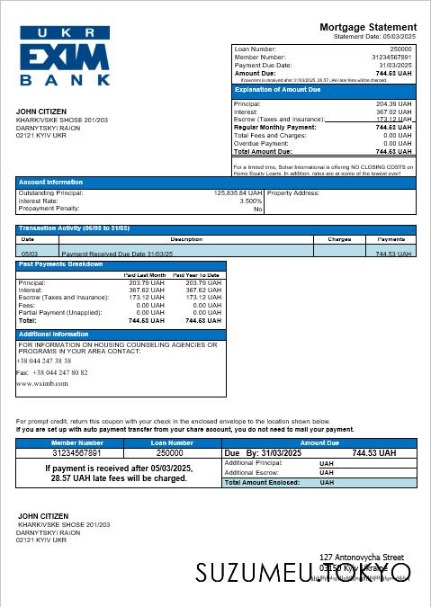 UKR
EXIM
BANK
Mortgage Statement
Statement Date: 05/03/2025
Loan Number: 250000
Member Number: 31234567891
Payment Due Date: 31/03/2025
Amount Due: 744.53 UAH
If payment is received after 31/03/2025, 28.57 UAH late fees will be charged.
JOHN CITIZEN
KHARKIVSKE SHOSE 201/203
DARNYTSKYI RAION
02121 KYIV UKR
Explanation of Amount Due
Principal: 204.39 UAH
Interest: 367.02 UAH
Escrow (Taxes and Insurance): 173.12 UAH
Regular Monthly Payment: 744.53 UAH
Total Fees and Charges: 0.00 UAH
Overdue Payment: 0.00 UAH
Total Amount Due: 744.53 UAH
For a limited time, International is offering NO CLOSING COSTS on
Home Equity Loans. In addition, rates are at some of the lowest ever!
Account Information
Outstanding Principal: 125,835.84 UAH Property Address:
Interest Rate: 3.500%
Prepayment Penalty: No
Transaction Activity (05/03 to 31/03)
Date Description Charges Payments
05/03 Payment Received Due Date 31/03/25 744.53 UAH
Past Payments Breakdown
Paid Last Month Paid Year To Date
Principal: 203.79 UAH 203.79 UAH
Interest: 367.62 UAH 367.62 UAH
Escrow (Taxes and Insurance): 173.12 UAH 173.12 UAH
Fees: 0.00 UAH 0.00 UAH
Partial Payment (Unapplied): 0.00 UAH 0.00 UAH
Total: 744.53 UAH 744.53 UAH
Additional Information
FOR INFORMATION ON HOUSING COUNSELING AGENCIES OR
PROGRAMS IN YOUR AREA CONTACT:
+38 044 247 38 38
Fax: +38 044 247 80 82
www.wximb.com
For prompt credit, return this coupon with your check in the enclosed envelope to the location shown below.
If you are set up with auto payment transfer from your share account, you do not need to mail your payment.
Member Number Loan Number Amount Due
31234567891 250000 Due By: 31/03/2025 744.53 UAH
If payment is received after 05/03/2025,
28.57 UAH late fees will be charged.
Additional Principal: UAH
Additional Escrow: UAH
Total Amount Enclosed: UAH
JOHN CITIZEN
KHARKIVSKE SHOSE 201/203
DARNYTSKYI RAION
02121 KYIV UKR
127 Antonovycha Street
03150 Kyiv Ukraine
SUZUMEU.TOKYO